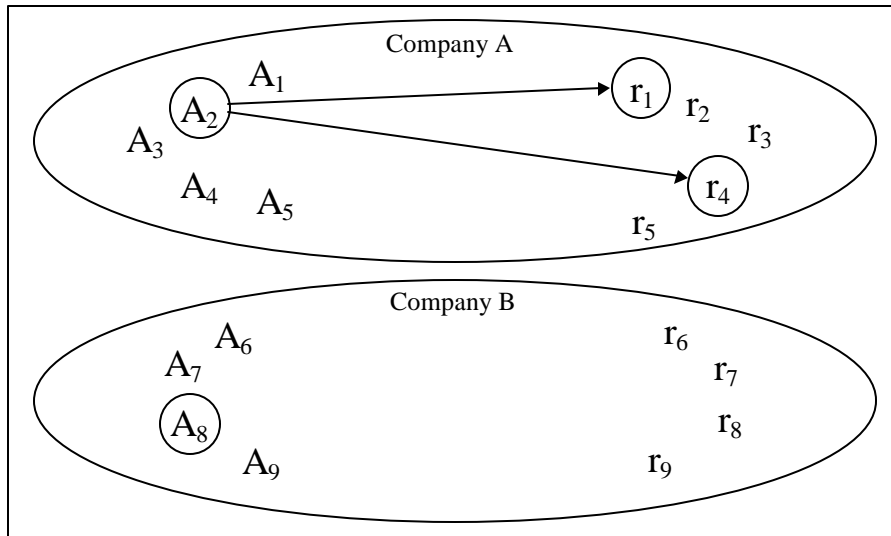 Company A
A₁
A₂
A₃
A₄
A₅
r₁
r₂
r₃
r₄
r₅
Company B
A₆
A₇
A₈
A₉
r₆
r₇
r₈
r₉